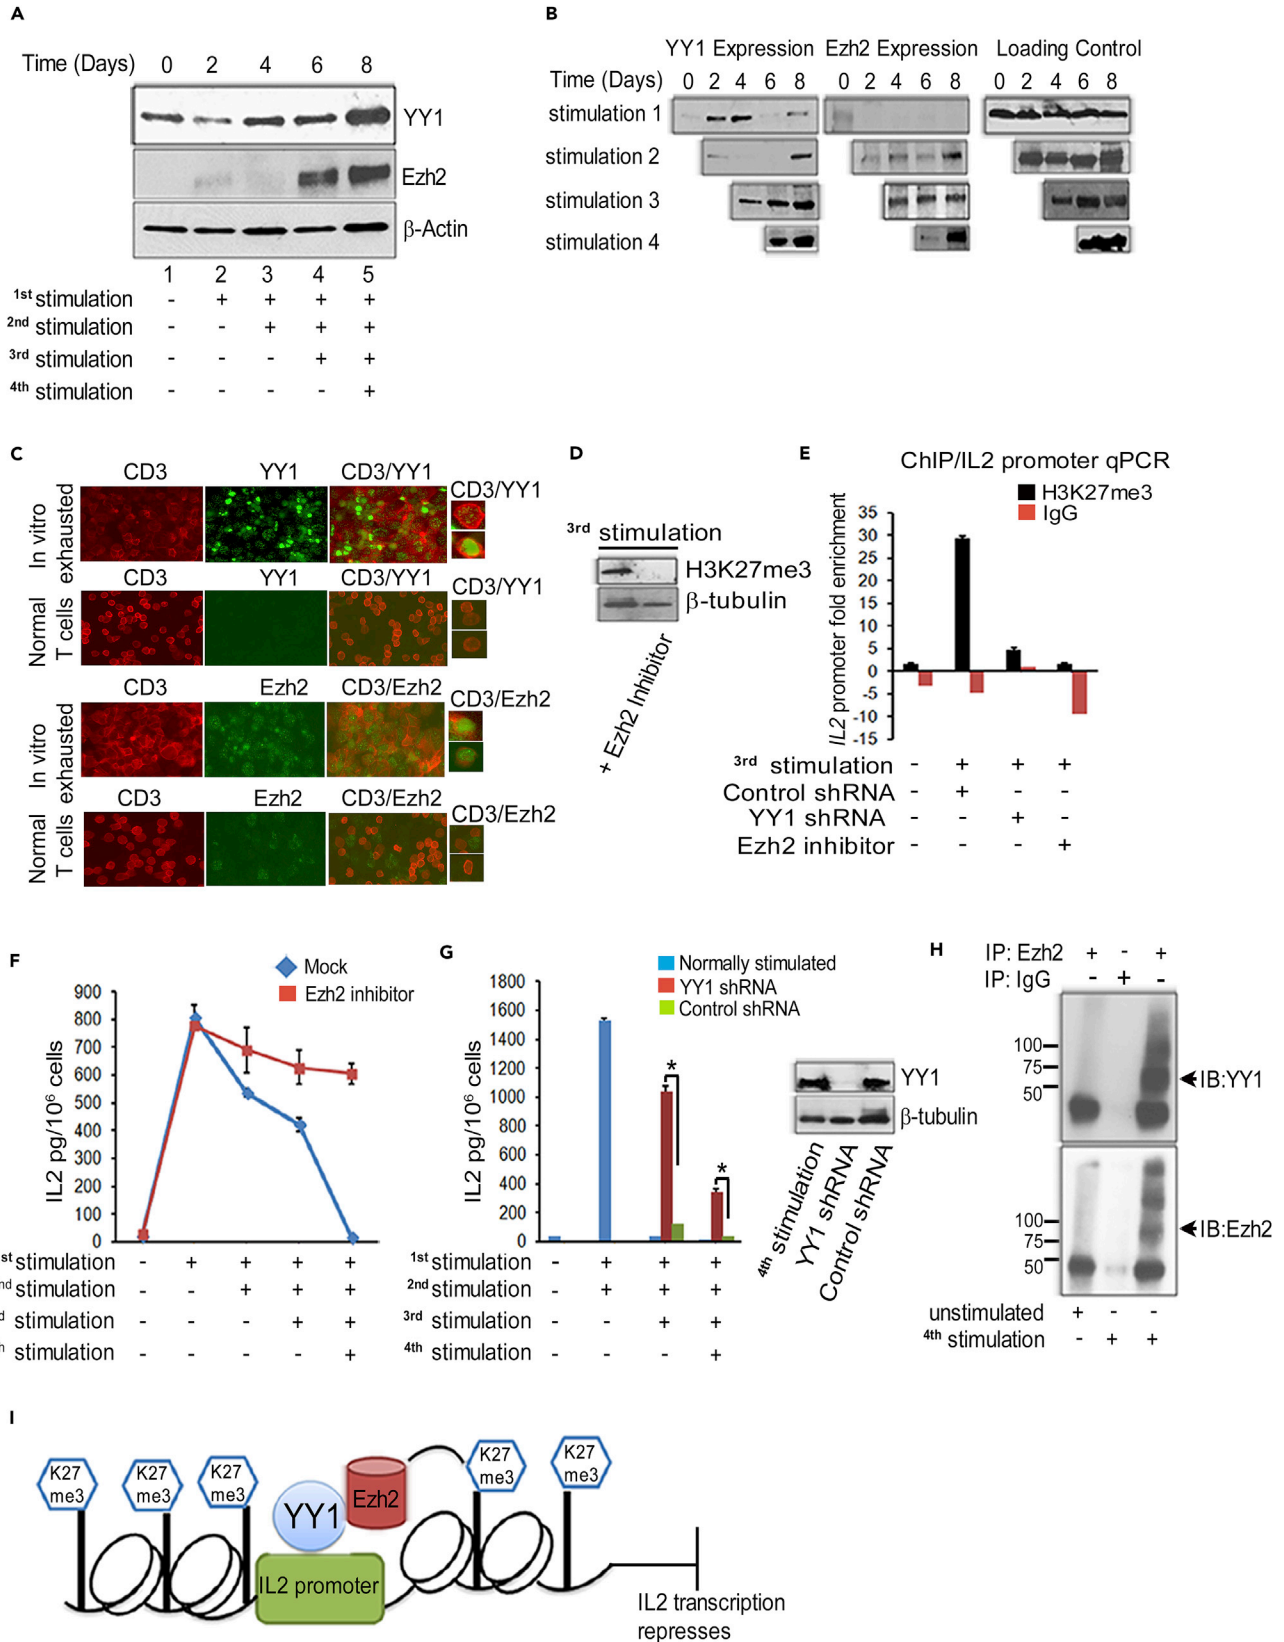 A
Time (Days) 0 2 4 6 8
YY1
Ezh2
β-Actin
1 2 3 4 5
1st stimulation - + + + +
2nd stimulation - - + + +
3rd stimulation - - - + +
4th stimulation - - - - +
B
YY1 Expression Ezh2 Expression Loading Control
Time (Days) 0 2 4 6 8 0 2 4 6 8 0 2 4 6 8
stimulation 1
stimulation 2
stimulation 3
stimulation 4
C
In vitro exhausted
CD3 YY1 CD3/YY1
CD3/YY1
Normal T cells
CD3 YY1 CD3/YY1
CD3/YY1
In vitro exhausted
CD3 Ezh2 CD3/Ezh2
CD3/Ezh2
Normal T cells
CD3 Ezh2 CD3/Ezh2
CD3/Ezh2
D
3rd stimulation
H3K27me3
β-tubulin
+ Ezh2 Inhibitor
E
ChIP/IL2 promoter qPCR
H3K27me3
IgG
IL2 promoter fold enrichment
35
30
25
20
15
10
5
0
-5
-10
-15
3rd stimulation - + + +
Control shRNA - + - -
YY1 shRNA - - + -
Ezh2 inhibitor - - - +
F
Mock
Ezh2 inhibitor
IL2 pg/10⁶ cells
900
800
700
600
500
400
300
200
100
0
st stimulation - + + + +
nd stimulation - - + + +
d stimulation - - - + +
h stimulation - - - - +
G
Normally stimulated
YY1 shRNA
Control shRNA
IL2 pg/10⁶ cells
1800
1600
1400
1200
1000
800
600
400
200
0
* *
1st stimulation - + + +
2nd stimulation - + + +
3rd stimulation - - + +
4th stimulation - - - +
YY1
β-tubulin
4th stimulation
YY1 shRNA
Control shRNA
H
IP: Ezh2 + - +
IP: IgG - + -
100
75
50
IB:YY1
100
75
50
IB:Ezh2
unstimulated + - -
4th stimulation - + +
I
K27 me3
K27 me3
K27 me3
K27 me3
K27 me3
YY1
Ezh2
IL2 promoter
IL2 transcription
represses